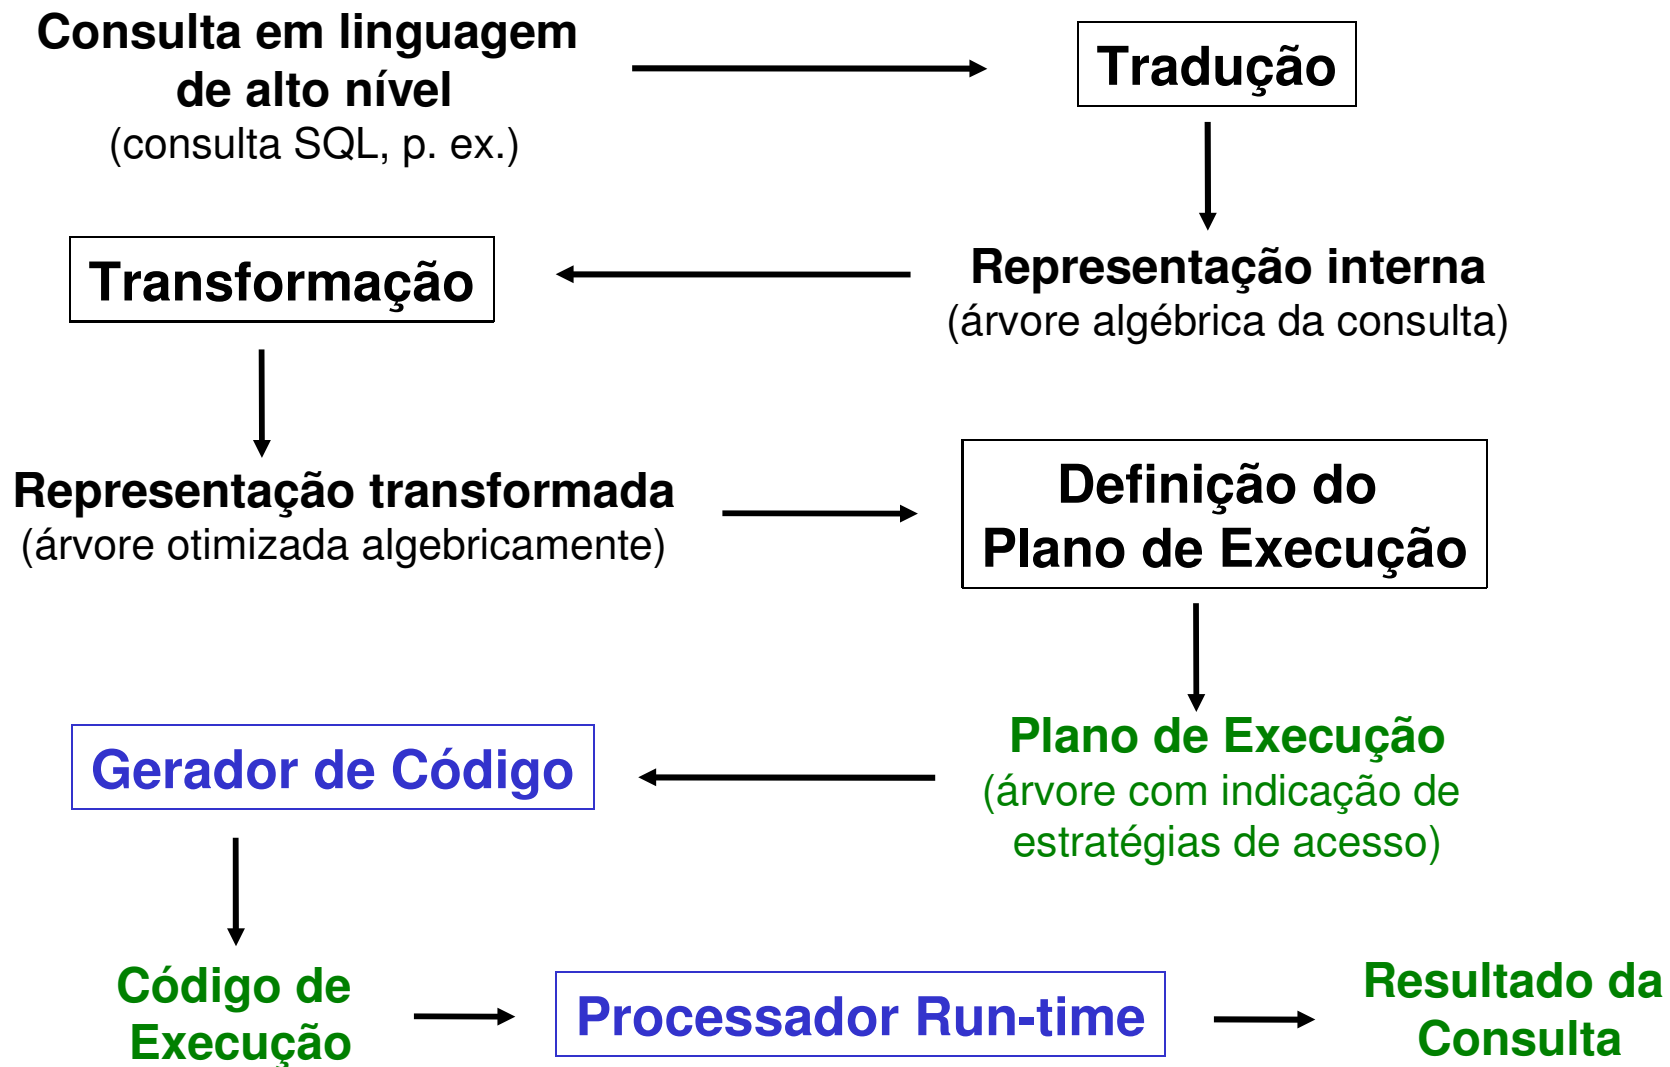 Consulta em linguagem
de alto nível
(consulta SQL, p. ex.)
Tradução
Representação interna
(árvore algébrica da consulta)
Transformação
Representação transformada
(árvore otimizada algebricamente)
Definição do
Plano de Execução
Plano de Execução
(árvore com indicação de
estratégias de acesso)
Gerador de Código
Código de
Execução
Processador Run-time
Resultado da
Consulta